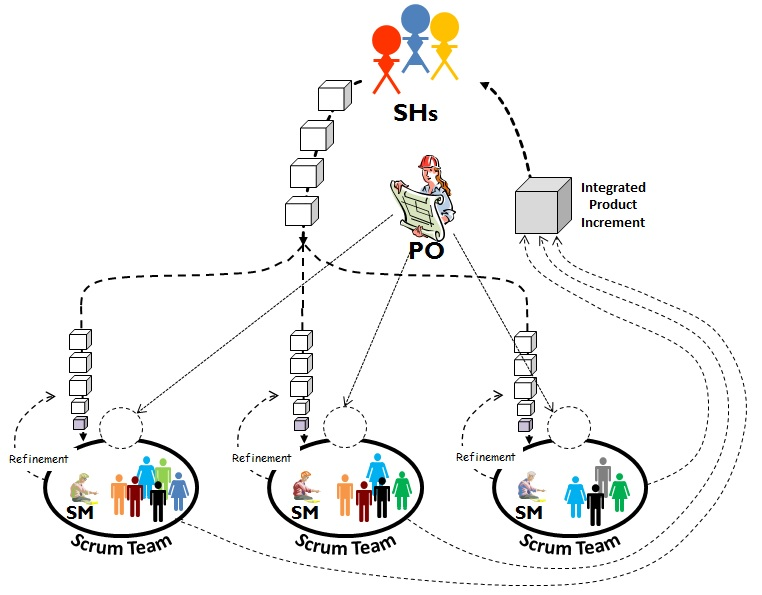 SHs
Integrated
Product
Increment
PO
Refinement
SM
Scrum Team
Refinement
SM
Scrum Team
Refinement
SM
Scrum Team